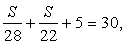 S/28 + S/22 + 5 = 30,